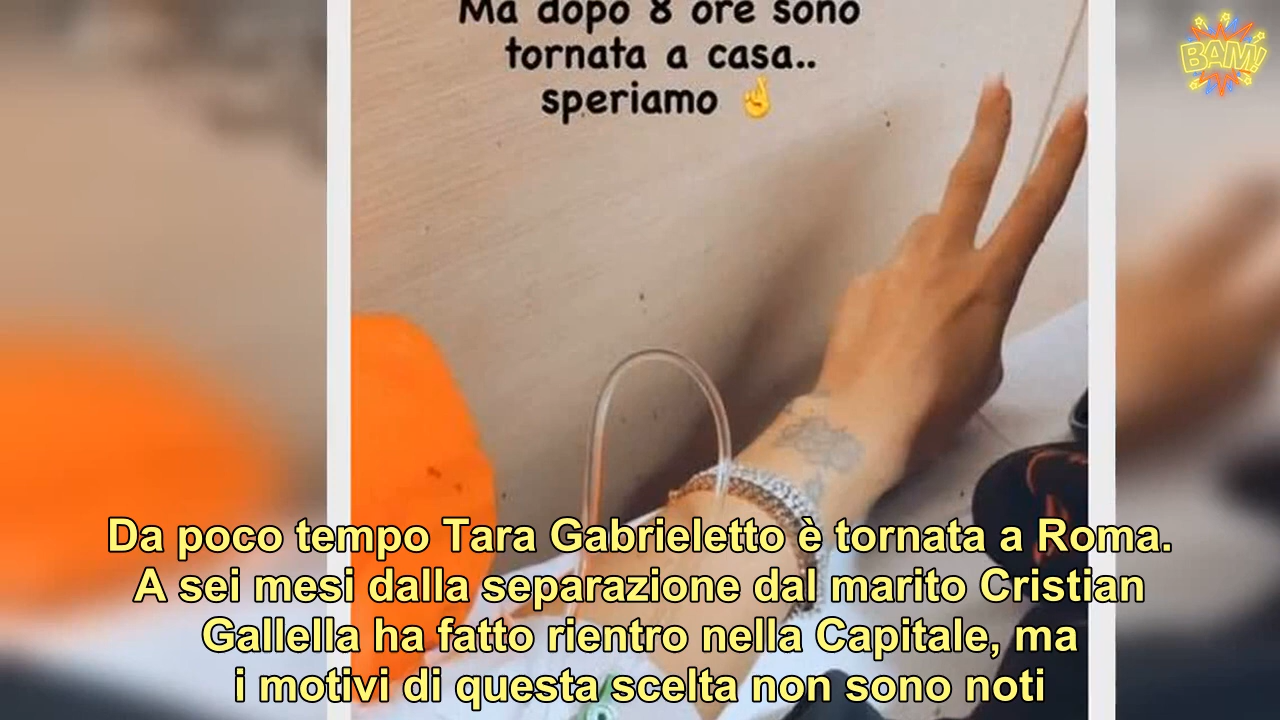 Ma dopo 8 ore sono
tornata a casa..
speriamo 🤞
BAM!
Da poco tempo Tara Gabrieletto è tornata a Roma.
A sei mesi dalla separazione dal marito Cristian
Gallella ha fatto rientro nella Capitale, ma
i motivi di questa scelta non sono noti